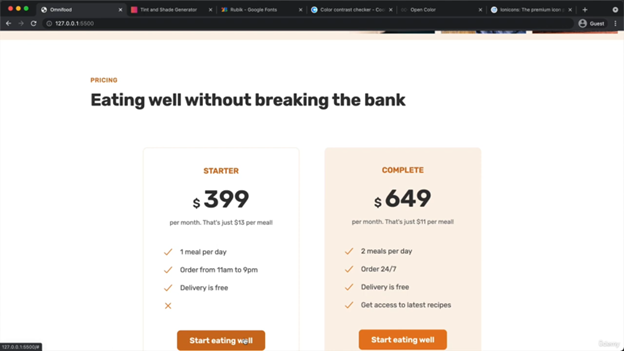 Omnifood
Tint and Shade Generator
Rubik - Google Fonts
Color contrast checker - Co
Open Color
Ionicons: The premium icon
127.0.0.1:5500
Guest
PRICING
Eating well without breaking the bank
STARTER
$ 399
per month. That's just $13 per meal!
1 meal per day
Order from 11am to 9pm
Delivery is free
Start eating well
COMPLETE
$ 649
per month. That's just $11 per meal!
2 meals per day
Order 24/7
Delivery is free
Get access to latest recipes
Start eating well
127.0.0.1:5500/#
Udemy